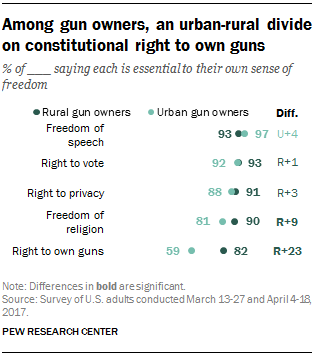 Among gun owners, an urban-rural divide
on constitutional right to own guns
% of ____ saying each is essential to their own sense of
freedom
Rural gun owners Urban gun owners Diff.
Freedom of
speech 93 97 U+4
Right to vote 92 93 R+1
Right to privacy 88 91 R+3
Freedom of
religion 81 90 R+9
Right to own guns 59 82 R+23
Note: Differences in bold are significant.
Source: Survey of U.S. adults conducted March 13-27 and April 4-18,
2017.
PEW RESEARCH CENTER